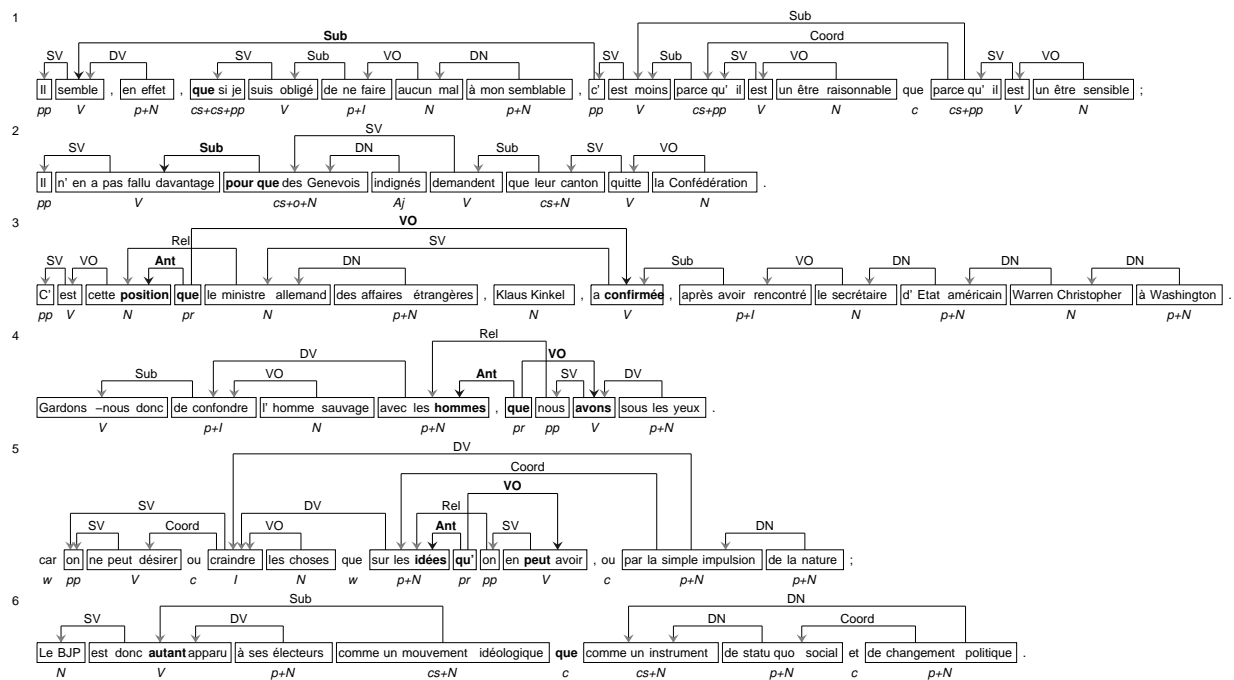 1
Sub
Sub Coord
SV DV SV Sub VO DN SV Sub SV VO SV VO
Il semble , en effet , que si je suis obligé de ne faire aucun mal à mon semblable , c' est moins parce qu' il est un être raisonnable que parce qu' il est un être sensible ;
pp V p+N cs+cs+pp V p+I N p+N pp V cs+pp V N c cs+pp V N
2
SV
SV Sub DN Sub SV VO
Il n' en a pas fallu davantage pour que des Genevois indignés demandent que leur canton quitte la Confédération .
pp V cs+o+N Aj V cs+N V N
3
VO
Rel SV
SV VO Ant DN Sub VO DN DN DN
C' est cette position que le ministre allemand des affaires étrangères , Klaus Kinkel , a confirmée , après avoir rencontré le secrétaire d' Etat américain Warren Christopher à Washington .
pp V N pr N p+N N V p+I N p+N N p+N
4
Rel
DV VO
Sub VO Ant SV DV
Gardons –nous donc de confondre l' homme sauvage avec les hommes , que nous avons sous les yeux .
V p+I N p+N pr pp V p+N
5
DV
Coord
VO
SV DV Rel
SV Coord VO Ant SV DN
car on ne peut désirer ou craindre les choses que sur les idées qu' on en peut avoir , ou par la simple impulsion de la nature ;
w pp V c I N w p+N pr pp V c p+N p+N
6
Sub DN
SV DV DN Coord
Le BJP est donc autant apparu à ses électeurs comme un mouvement idéologique que comme un instrument de statu quo social et de changement politique .
N V p+N cs+N c cs+N p+N c p+N